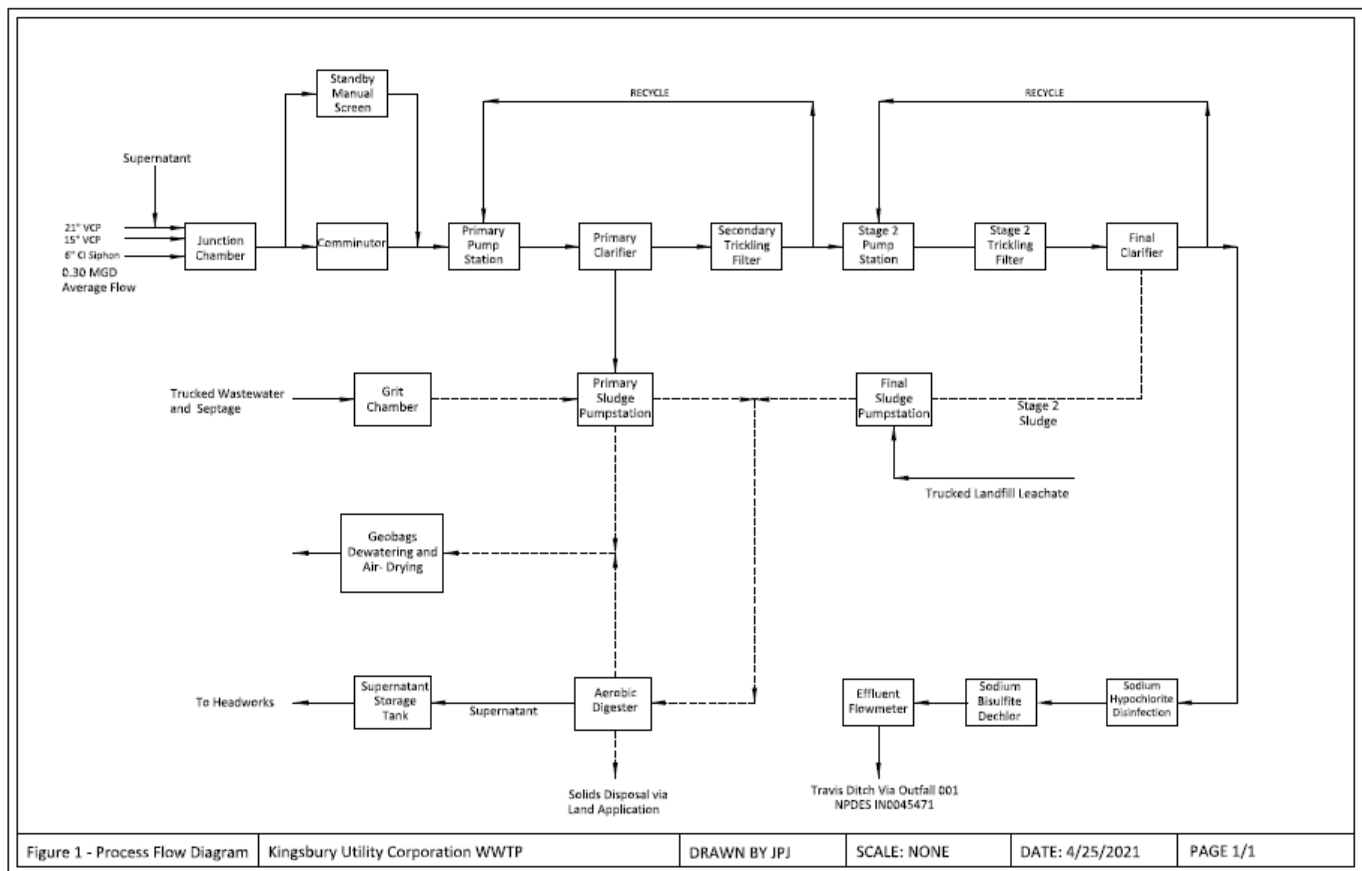 Standby
Manual
Screen
RECYCLE
RECYCLE
Supernatant
21" VCP
15" VCP
6" CI Siphon
0.30 MGD
Average Flow
Junction
Chamber
Comminutor
Primary
Pump
Station
Primary
Clarifier
Secondary
Trickling
Filter
Stage 2
Pump
Station
Stage 2
Trickling
Filter
Final
Clarifier
Trucked Wastewater
and Septage
Grit
Chamber
Primary
Sludge
Pumpstation
Final
Sludge
Pumpstation
Stage 2
Sludge
Trucked Landfill Leachate
Geobags
Dewatering and
Air- Drying
To Headworks
Supernatant
Storage
Tank
Supernatant
Aerobic
Digester
Effluent
Flowmeter
Sodium
Bisulfite
Dechlor
Sodium
Hypochlorite
Disinfection
Solids Disposal via
Land Application
Travis Ditch Via Outfall 001
NPDES IN0045471
Figure 1 - Process Flow Diagram
Kingsbury Utility Corporation WWTP
DRAWN BY JPJ
SCALE: NONE
DATE: 4/25/2021
PAGE 1/1